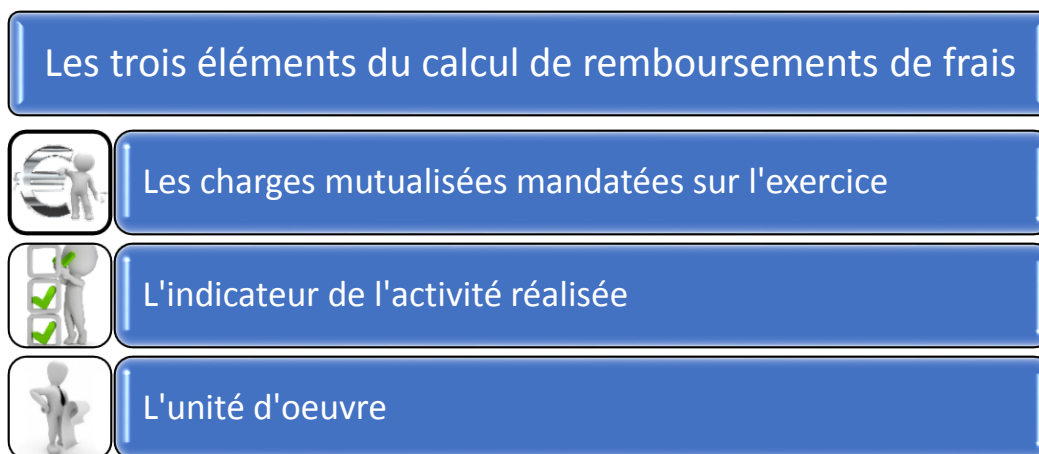 Les trois éléments du calcul de remboursements de frais
Les charges mutualisées mandatées sur l'exercice
L'indicateur de l'activité réalisée
L'unité d'oeuvre